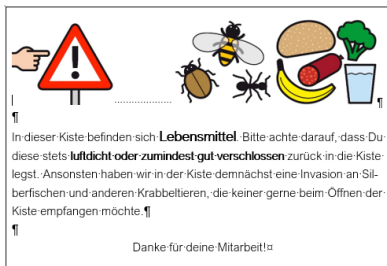 In dieser Kiste befinden sich Lebensmittel. Bitte achte darauf, dass Du
diese stets luftdicht oder zumindest gut verschlossen zurück in die Kiste
legst. Ansonsten haben wir in der Kiste demnächst eine Invasion an Sil-
berfischen und anderen Krabbeltieren, die keiner gerne beim Öffnen der
Kiste empfangen möchte.¶
¶
Danke für deine Mitarbeit!¤